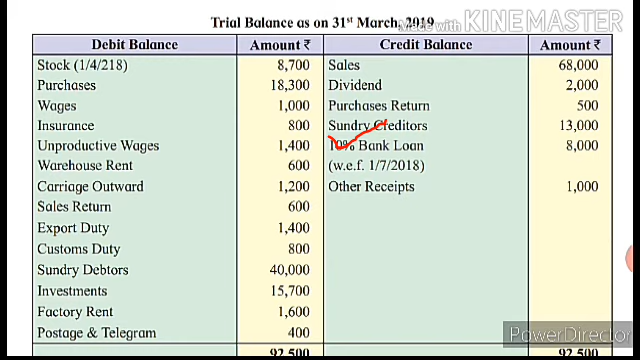 Trial Balance as on 31st March, 2019
Made with KINEMASTER
Debit Balance Amount ₹ Credit Balance Amount ₹
Stock (1/4/218) 8,700 Sales 68,000
Purchases 18,300 Dividend 2,000
Wages 1,000 Purchases Return 500
Insurance 800 Sundry Creditors 13,000
Unproductive Wages 1,400 10% Bank Loan 8,000
Warehouse Rent 600 (w.e.f. 1/7/2018)
Carriage Outward 1,200 Other Receipts 1,000
Sales Return 600
Export Duty 1,400
Customs Duty 800
Sundry Debtors 40,000
Investments 15,700
Factory Rent 1,600
Postage & Telegram 400
92,500 92,500
PowerDirector